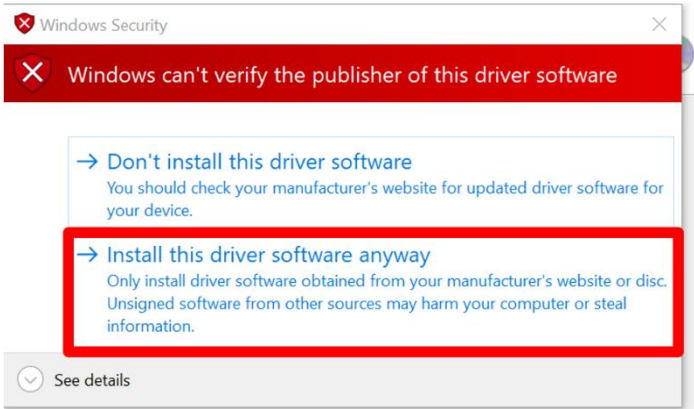 Windows Security
Windows can't verify the publisher of this driver software
Don't install this driver software
You should check your manufacturer's website for updated driver software for
your device.
Install this driver software anyway
Only install driver software obtained from your manufacturer's website or disc.
Unsigned software from other sources may harm your computer or steal
information.
See details